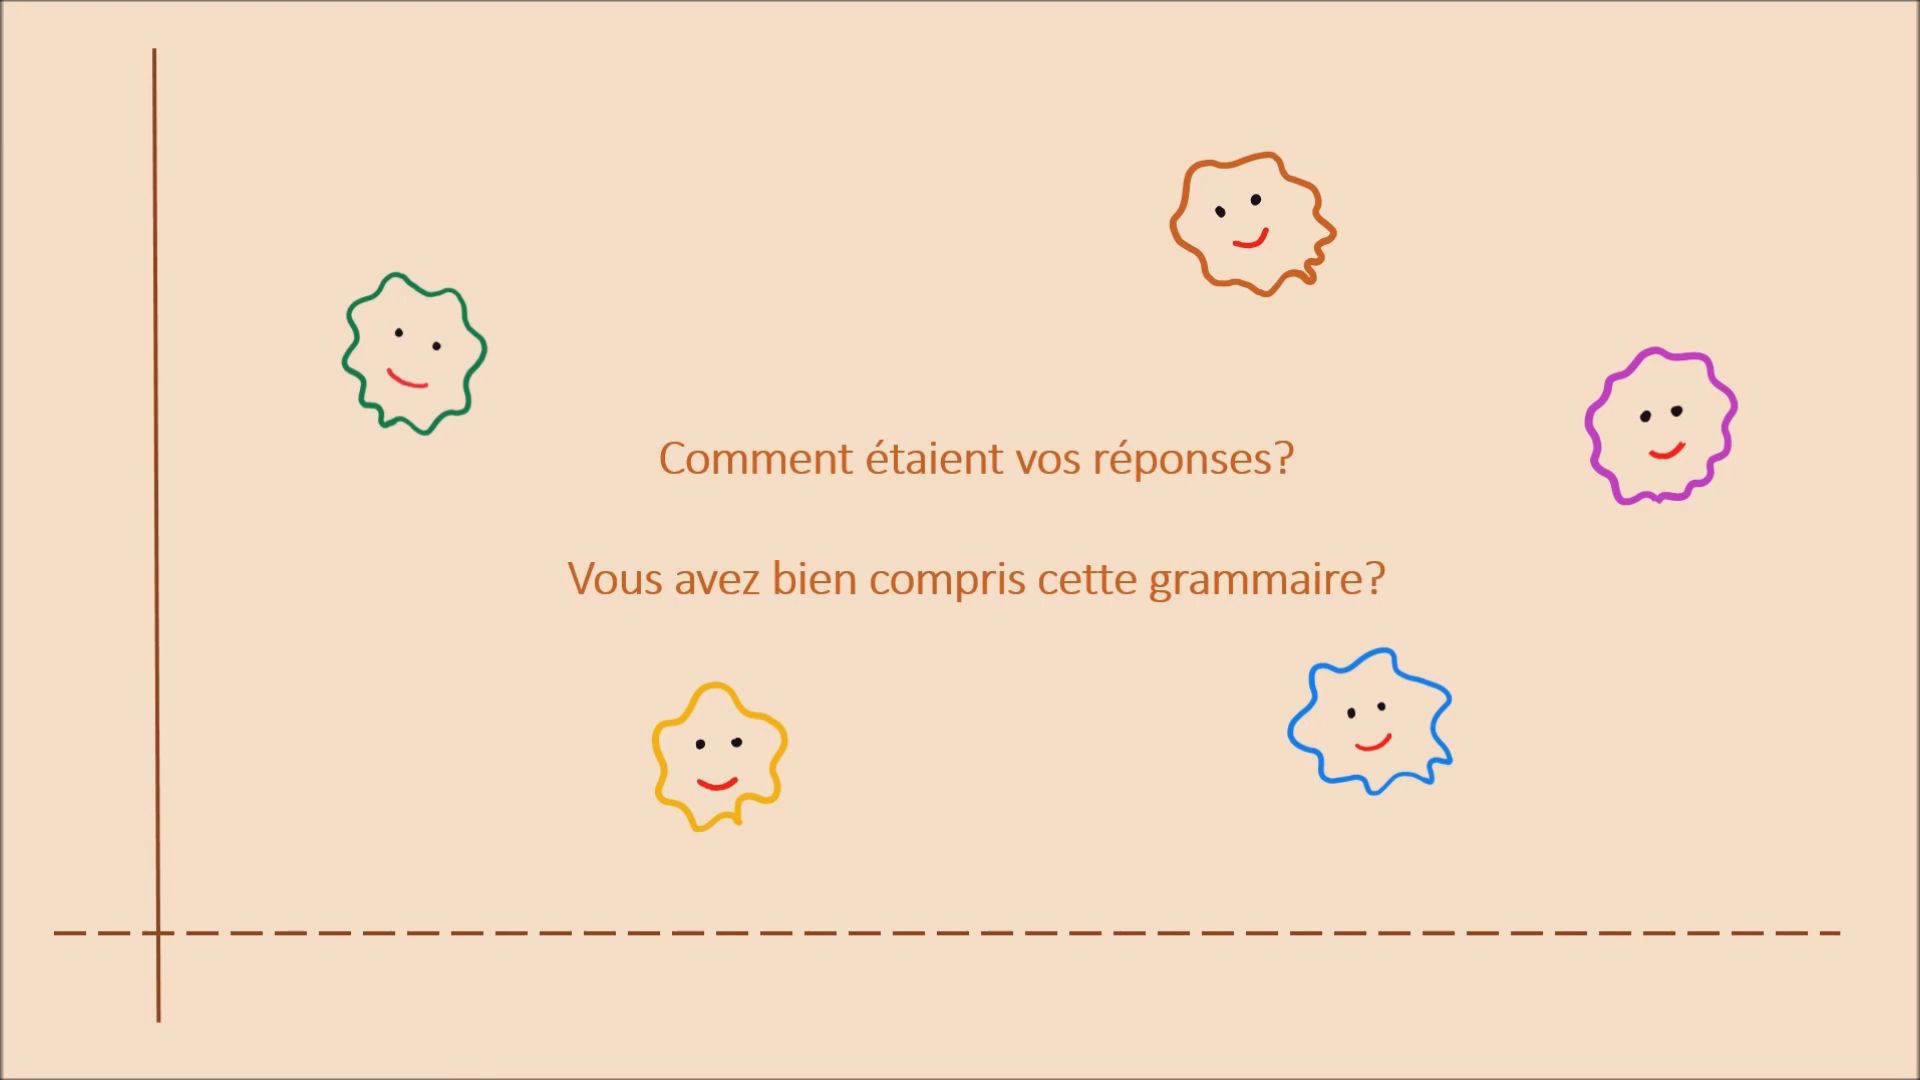 Comment étaient vos réponses?
Vous avez bien compris cette grammaire?